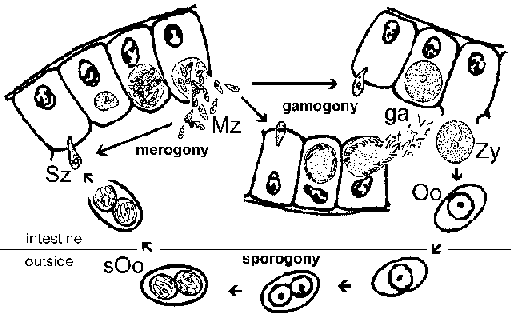 gamogony
ga
Mz
merogony
Zy
Sz
Oo
intestine
outside
sOo
sporogony